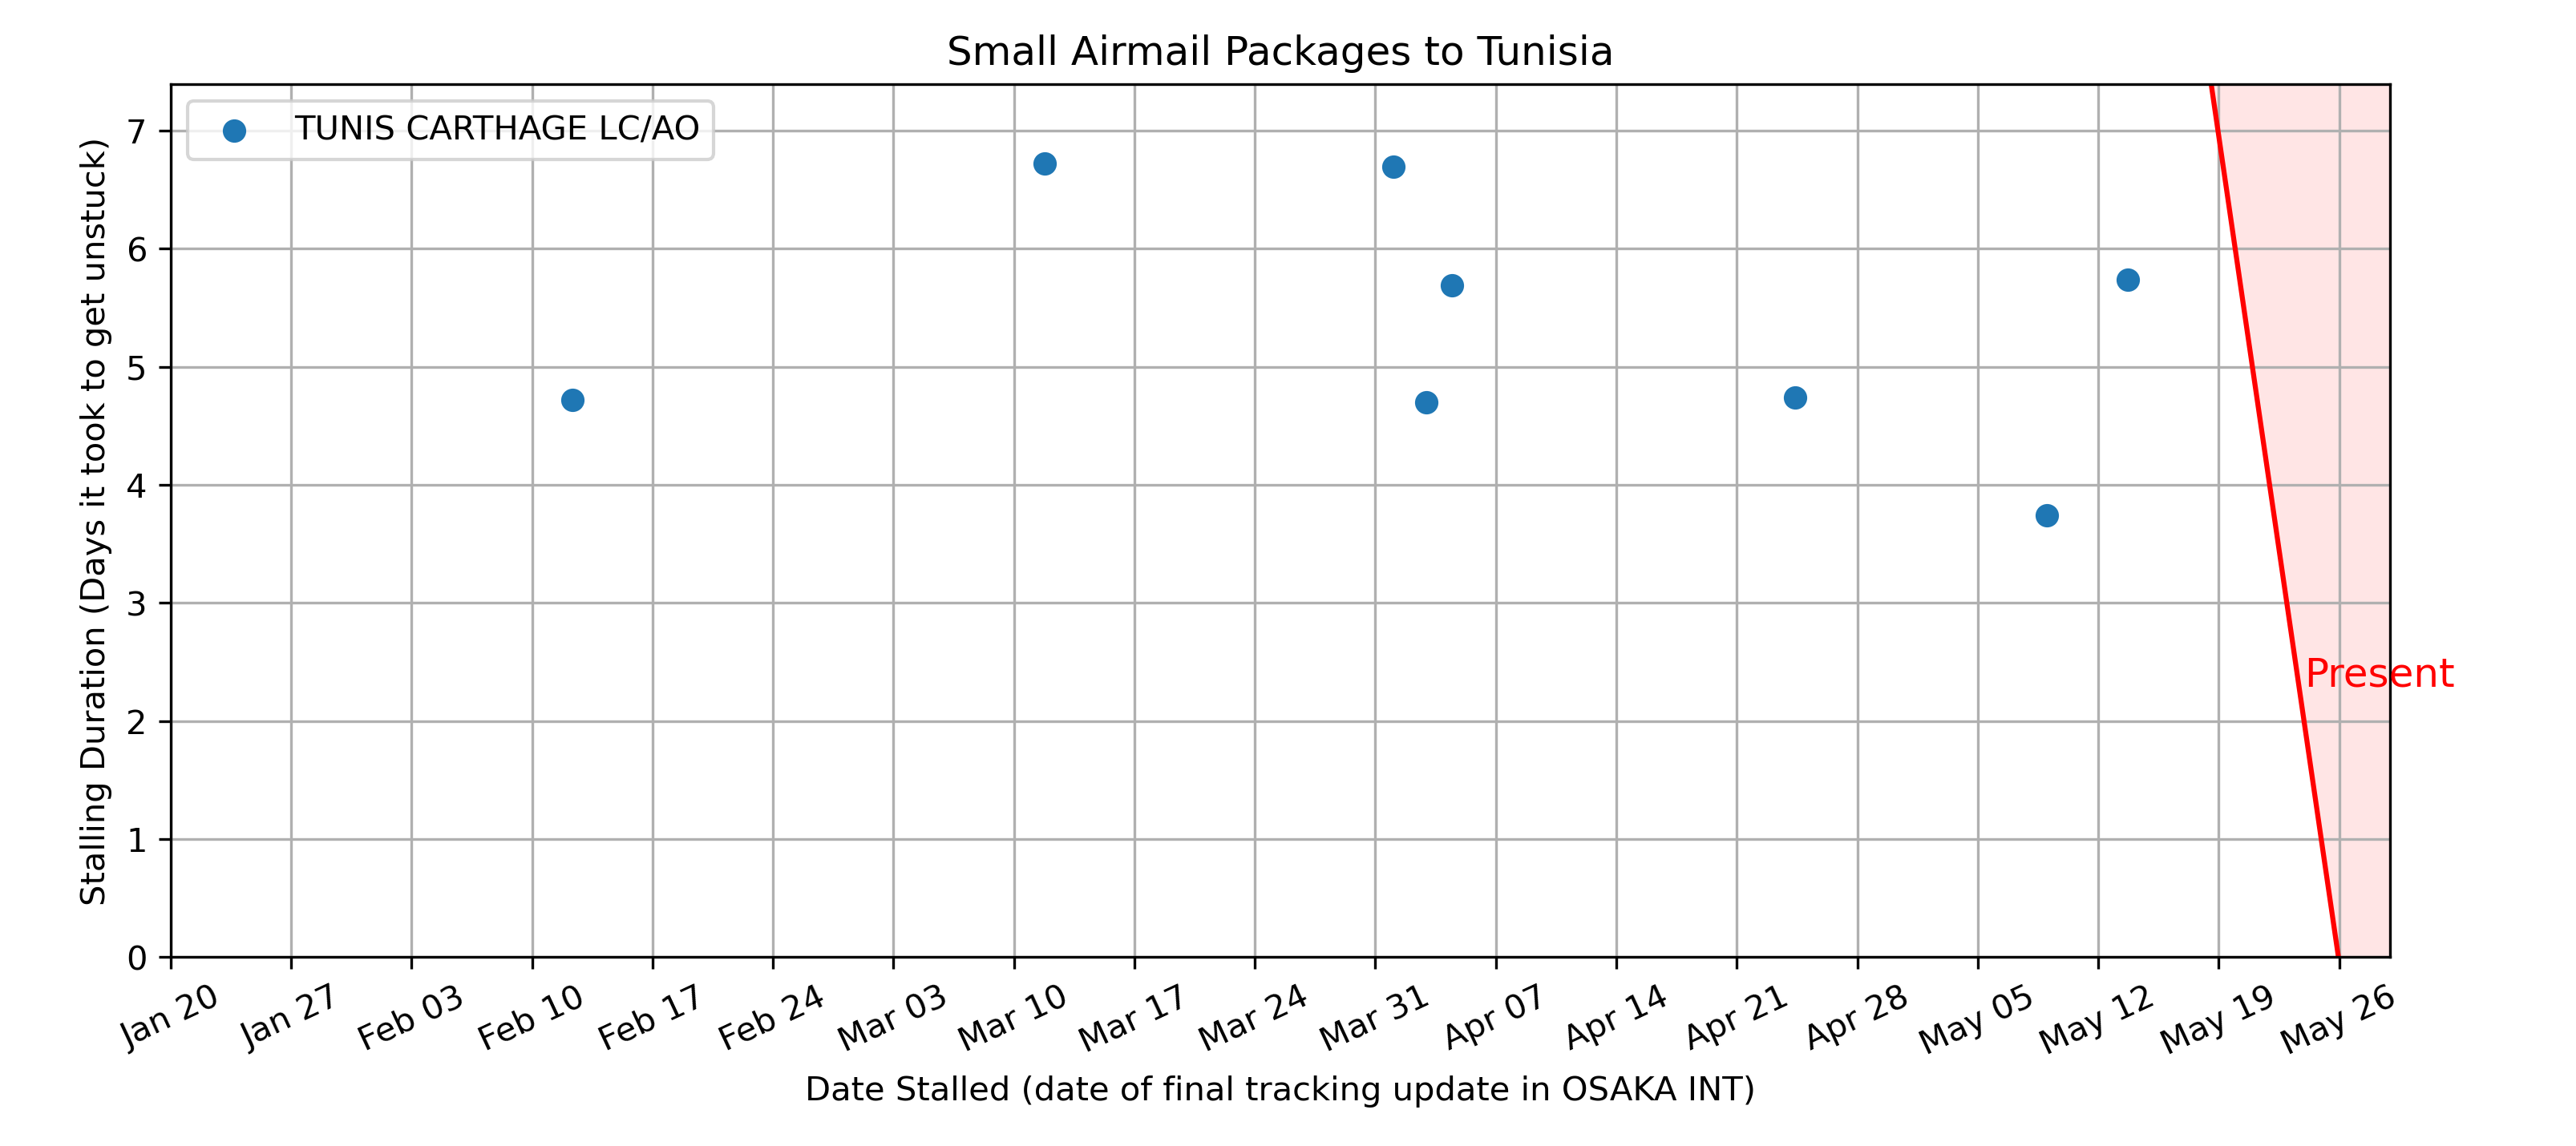 Small Airmail Packages to Tunisia
TUNIS CARTHAGE LC/AO
Stalling Duration (Days it took to get unstuck)
7
6
5
4
3
2
1
0
Present
Jan 20 Jan 27 Feb 03 Feb 10 Feb 17 Feb 24 Mar 03 Mar 10 Mar 17 Mar 24 Mar 31 Apr 07 Apr 14 Apr 21 Apr 28 May 05 May 12 May 19 May 26
Date Stalled (date of final tracking update in OSAKA INT)